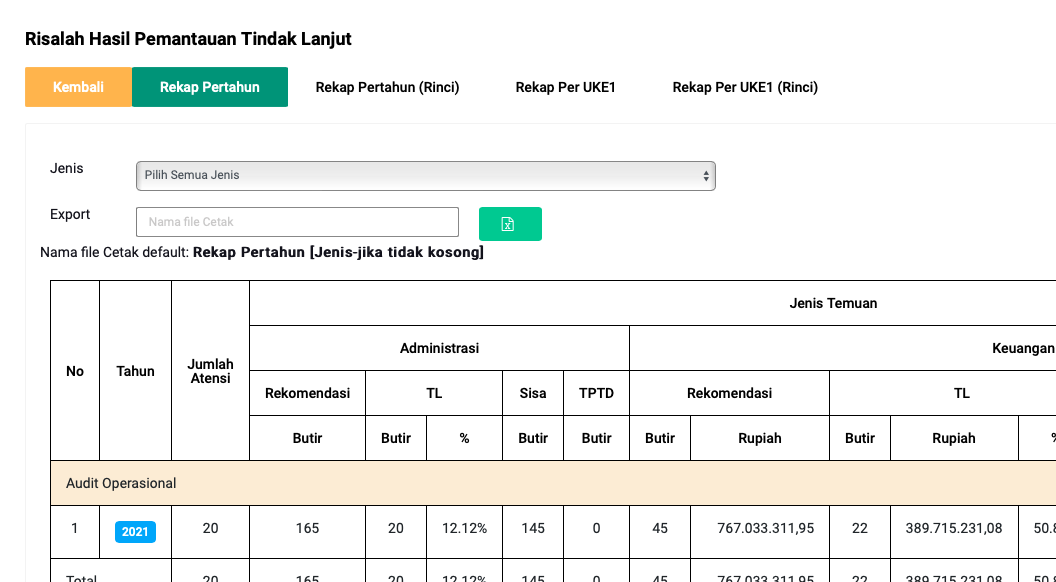 Risalah Hasil Pemantauan Tindak Lanjut
Kembali Rekap Pertahun Rekap Pertahun (Rinci) Rekap Per UKE1 Rekap Per UKE1 (Rinci)
Jenis Pilih Semua Jenis
Export Nama file Cetak
Nama file Cetak default: Rekap Pertahun [Jenis-jika tidak kosong]
Jenis Temuan
Administrasi Keuangan
No Tahun Jumlah Atensi
Rekomendasi TL Sisa TPTD Rekomendasi TL
Butir Butir % Butir Butir Butir Rupiah Butir Rupiah %
Audit Operasional
1 2021 20 165 20 12.12% 145 0 45 767.033.311,95 22 389.715.231,08 50.8
Total 20 165 20 12.12% 145 0 45 767.033.311,95 22 389.715.231,08 50.8